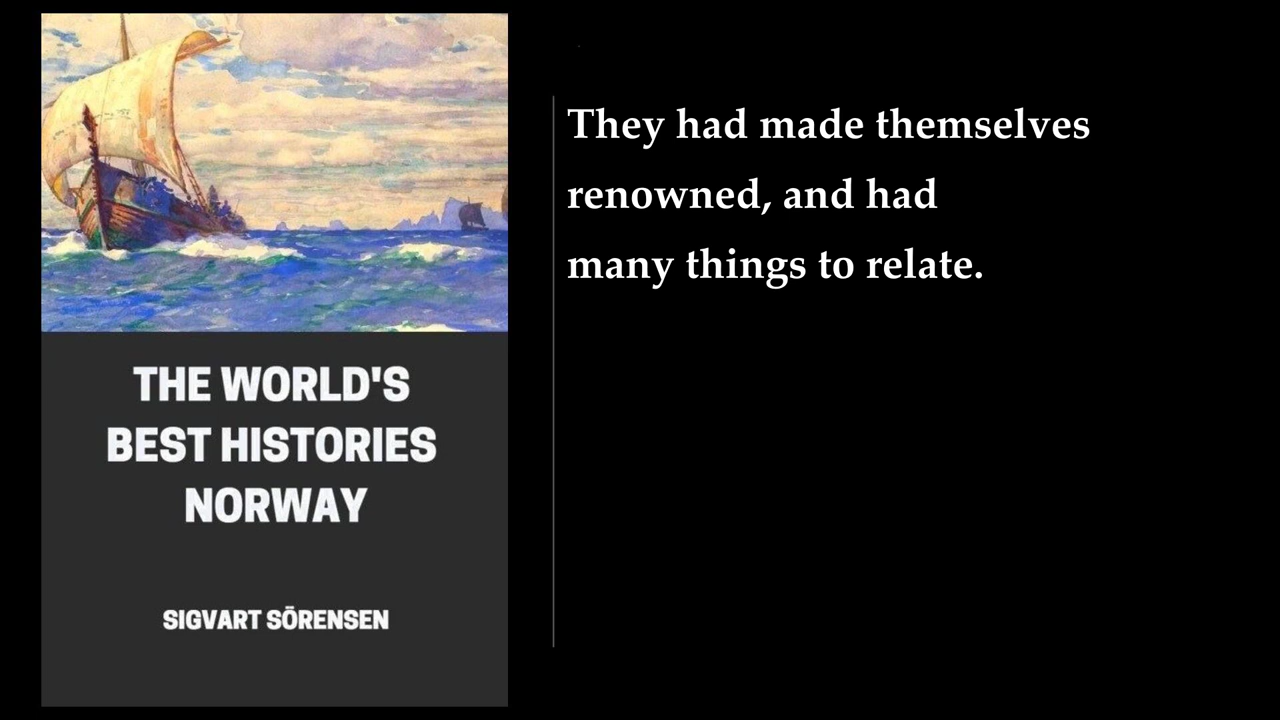 THE WORLD'S
BEST HISTORIES
NORWAY
SIGVART SÖRENSEN
They had made themselves
renowned, and had
many things to relate.